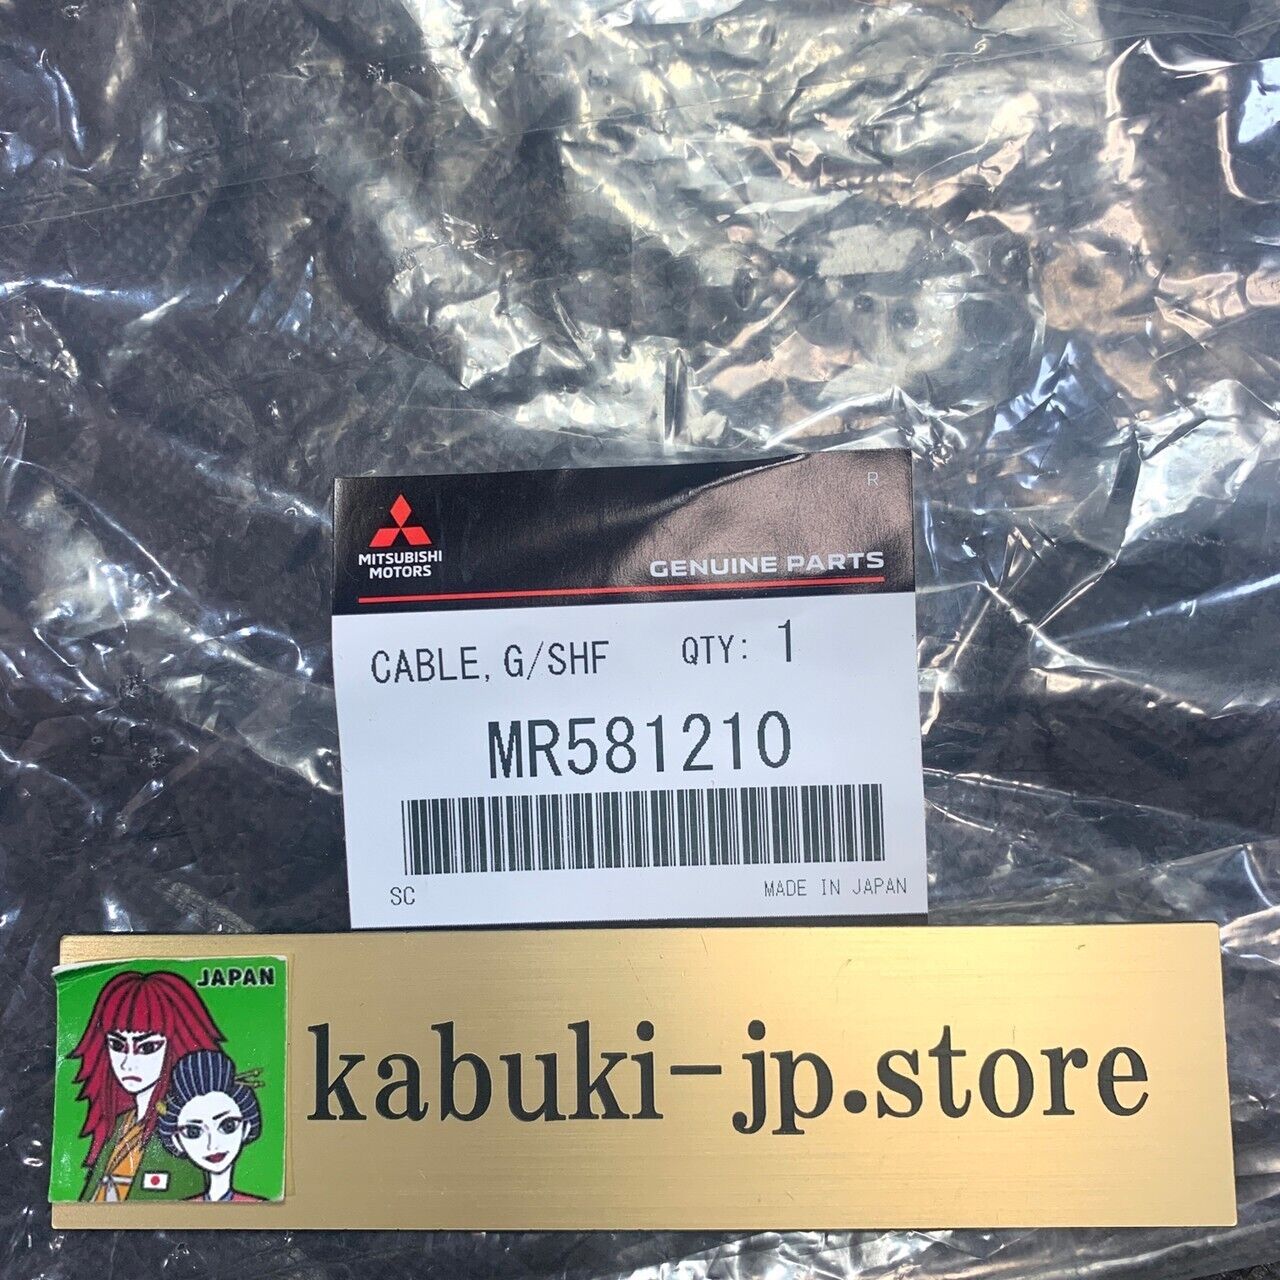 R
MITSUBISHI
MOTORS
GENUINE PARTS
CABLE, G/SHF QTY: 1
MR581210
SC MADE IN JAPAN
JAPAN
kabuki-jp.store